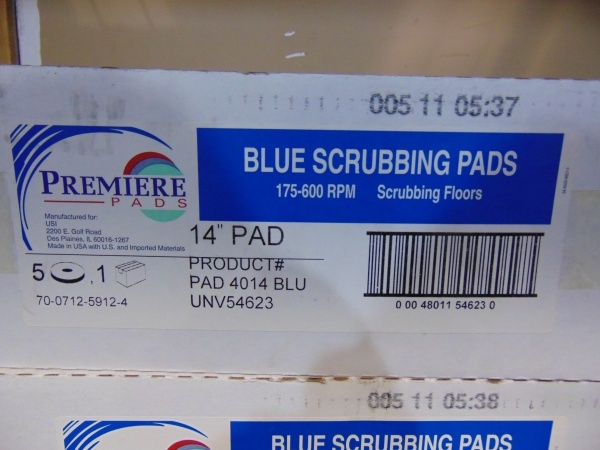 005 11 05:37
BLUE SCRUBBING PADS
175-600 RPM Scrubbing Floors
PREMIERE
PADS
Manufactured for:
USI
2200 E. Golf Road
Des Plaines, IL 60016-1267
Made in USA with U.S. and Imported Materials
14" PAD
5 , 1
PRODUCT#
PAD 4014 BLU
70-0712-5912-4
UNV54623
0 00 48011 54623 0
005 11 05:38
BLUE SCRUBBING PADS